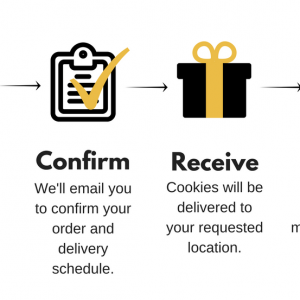 Confirm
We'll email you
to confirm your
order and
delivery
schedule.
Receive
Cookies will be
delivered to
your requested
location.